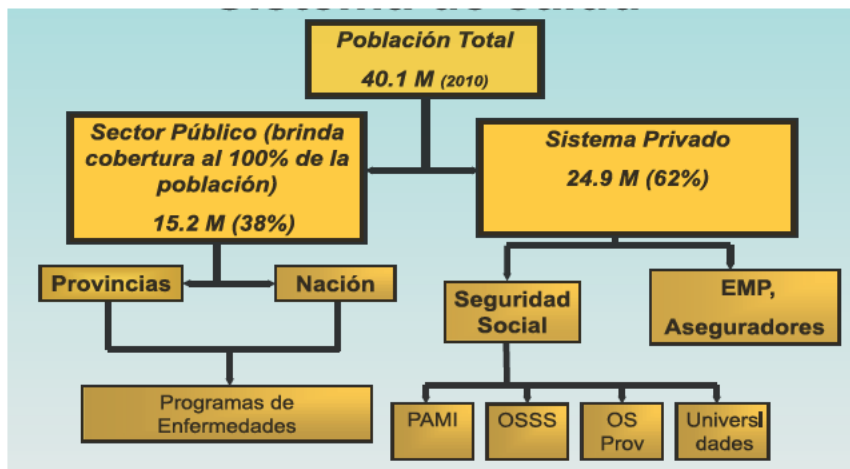 Población Total
40.1 M (2010)
Sector Público (brinda
cobertura al 100% de la
población)
15.2 M (38%)
Sistema Privado
24.9 M (62%)
Provincias
Nación
Seguridad
Social
EMP,
Aseguradores
Programas de
Enfermedades
PAMI
OSSS
OS
Prov
Universi
dades